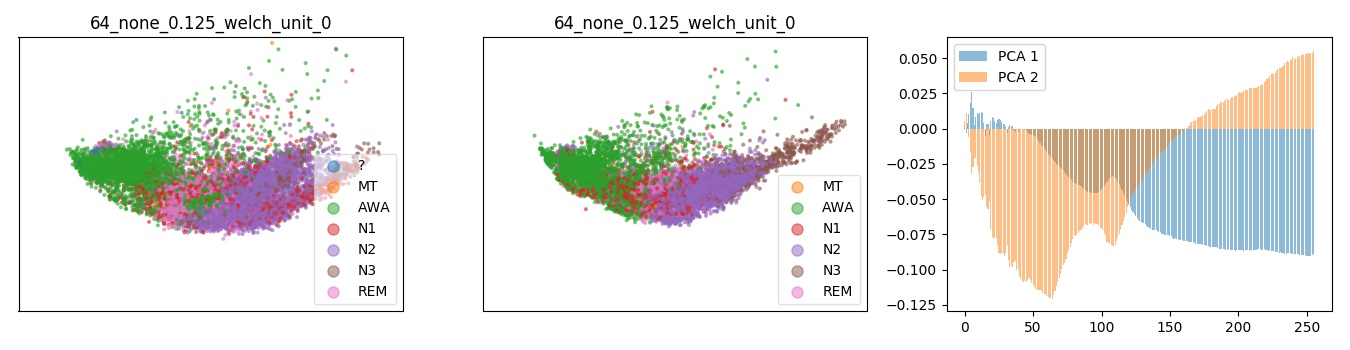 64_none_0.125_welch_unit_0
?
MT
AWA
N1
N2
N3
REM
64_none_0.125_welch_unit_0
MT
AWA
N1
N2
N3
REM
PCA 1
PCA 2
0.050
0.025
0.000
−0.025
−0.050
−0.075
−0.100
−0.125
0
50
100
150
200
250